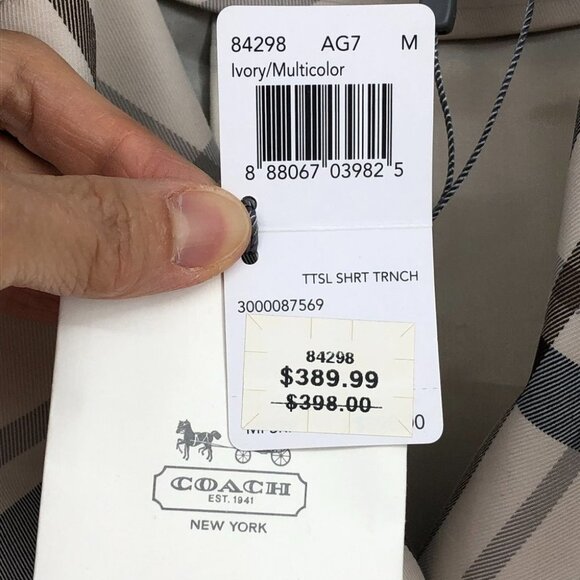 84298 AG7 M
Ivory/Multicolor
8 88067 03982 5
TTSL SHRT TRNCH
3000087569
84298
$389.99
$398.00
00
COACH
EST. 1941
NEW YORK